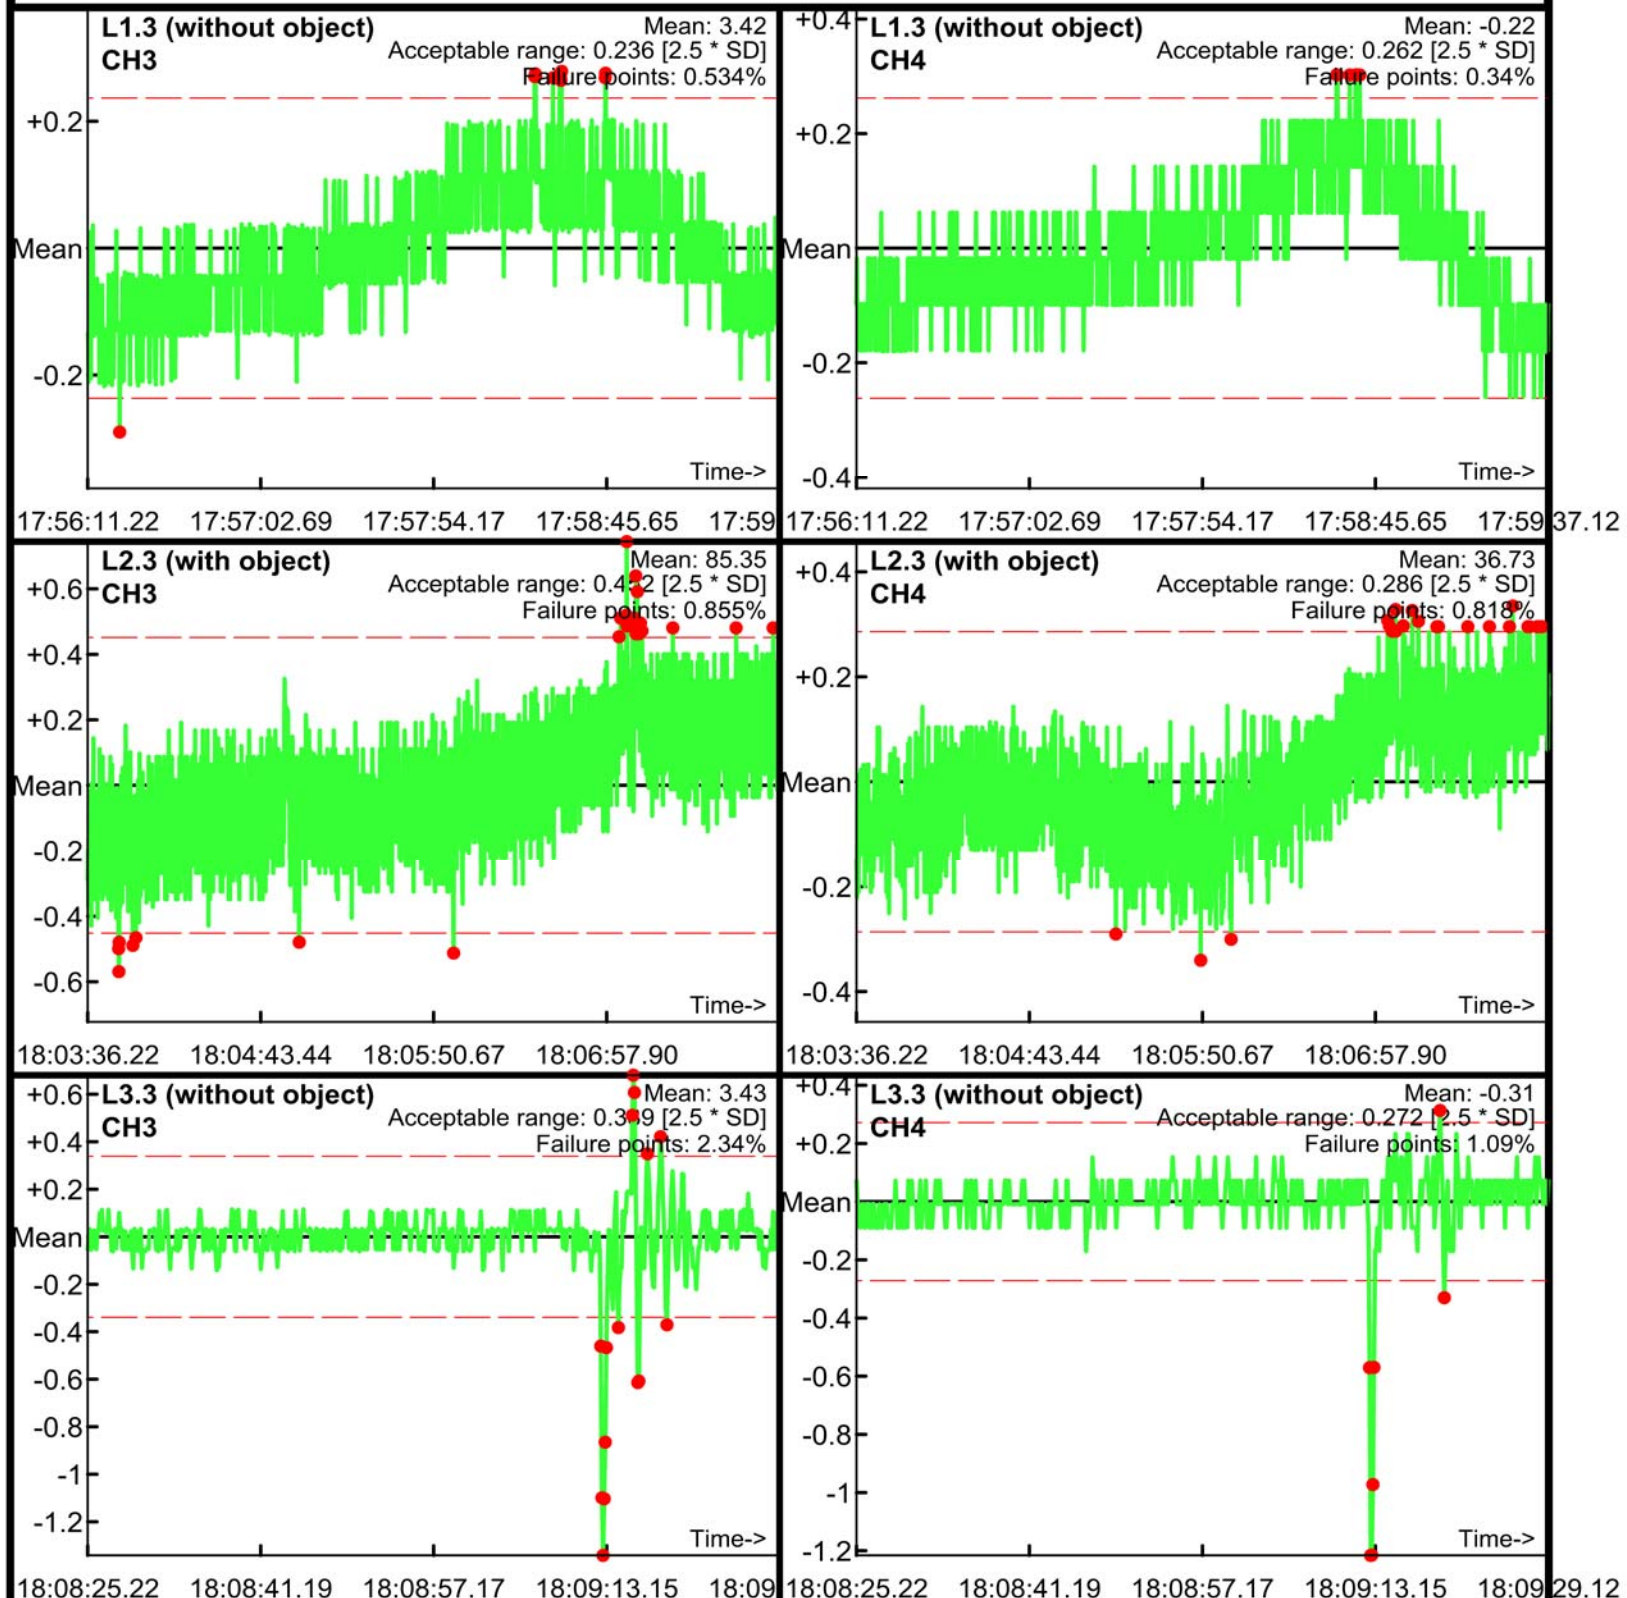 L1.3 (without object)
CH3
Mean: 3.42
Acceptable range: 0.236 [2.5 * SD]
Failure points: 0.534%
+0.2
Mean
-0.2
Time->
17:56:11.22 17:57:02.69 17:57:54.17 17:58:45.65 17:59
L1.3 (without object)
CH4
Mean: -0.22
Acceptable range: 0.262 [2.5 * SD]
Failure points: 0.34%
+0.4
+0.2
Mean
-0.2
-0.4
Time->
17:56:11.22 17:57:02.69 17:57:54.17 17:58:45.65 17:59:37.12
L2.3 (with object)
CH3
Mean: 85.35
Acceptable range: [2.5 * SD]
Failure points: 0.855%
+0.6
+0.4
+0.2
Mean
-0.2
-0.4
-0.6
Time->
18:03:36.22 18:04:43.44 18:05:50.67 18:06:57.90
L2.3 (with object)
CH4
Mean: 36.73
Acceptable range: 0.286 [2.5 * SD]
Failure points: 0.818%
+0.4
+0.2
Mean
-0.2
-0.4
Time->
18:03:36.22 18:04:43.44 18:05:50.67 18:06:57.90
L3.3 (without object)
CH3
Mean: 3.43
Acceptable range: [2.5 * SD]
Failure points: 2.34%
+0.6
+0.4
+0.2
Mean
-0.2
-0.4
-0.6
-0.8
-1
-1.2
Time->
18:08:25.22 18:08:41.19 18:08:57.17 18:09:13.15 18:09
L3.3 (without object)
CH4
Mean: -0.31
Acceptable range: 0.272 [2.5 * SD]
Failure points: 1.09%
+0.4
+0.2
Mean
-0.2
-0.4
-0.6
-0.8
-1
-1.2
Time->
18:08:25.22 18:08:41.19 18:08:57.17 18:09:13.15 18:09:29.12